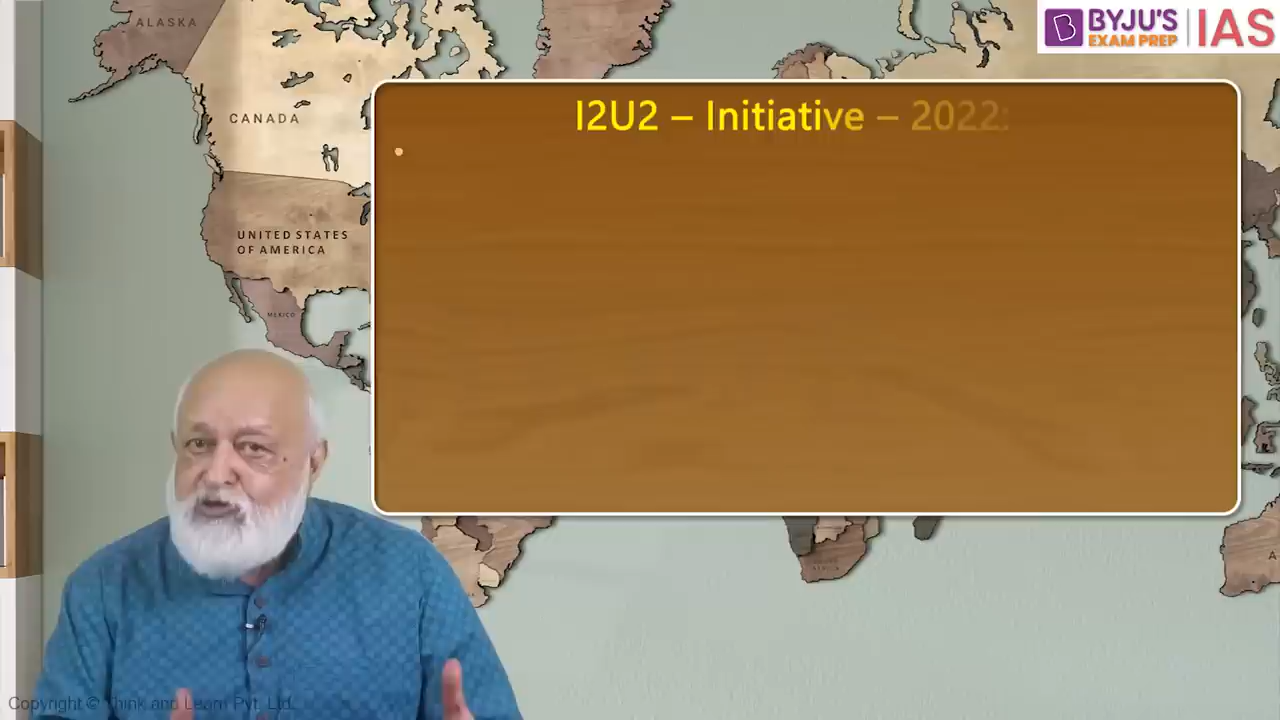 ALASKA
BYJU'S
EXAM PREP
IAS
CANADA
I2U2 – Initiative – 2022:
UNITED STATES
OF AMERICA
MEXICO
A
Copyright © Think and Learn Pvt. Ltd.